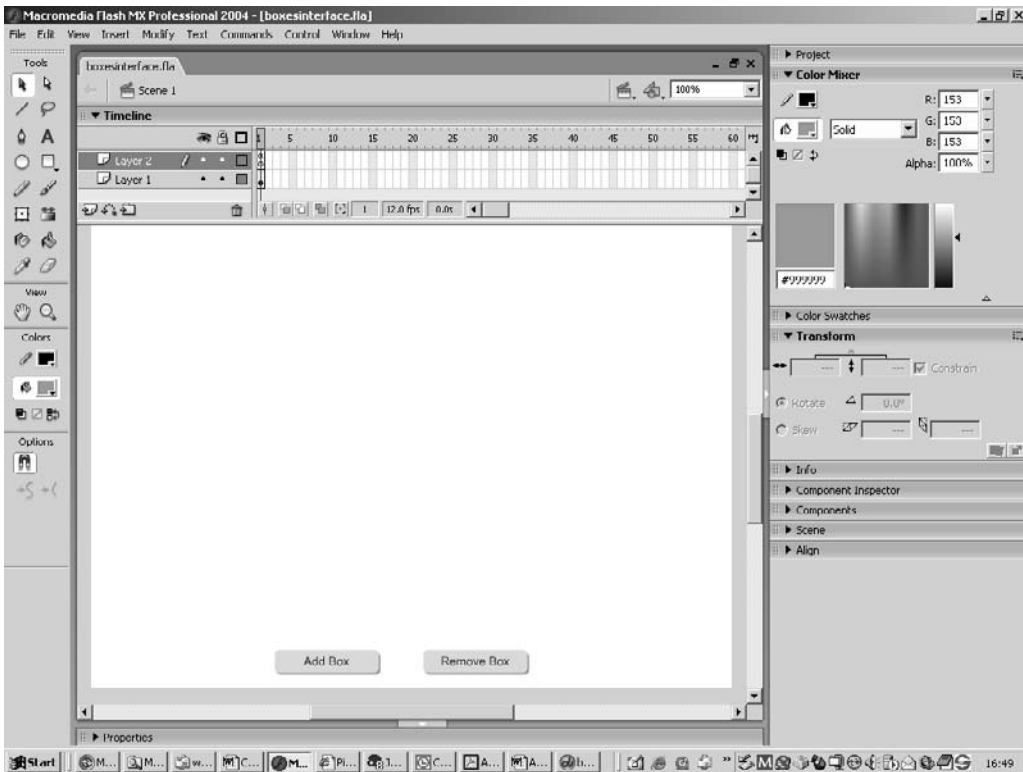 Macromedia Flash MX Professional 2004 - [boxesinterface.fla]
File Edit View Insert Modify Text Commands Control Window Help
Tools
View
Colors
Options
boxesinterface.fla
Scene 1
100%
Timeline
1 5 10 15 20 25 30 35 40 45 50 55 60
Layer 2
Layer 1
1 12.0 fps 0.0s
Add Box
Remove Box
Properties
Project
Color Mixer
R: 153
Solid
G: 153
B: 153
Alpha: 100%
#999999
Color Swatches
Transform
Constrain
Rotate 0.0°
Skew
Info
Component Inspector
Components
Scene
Align
Start M... M... w... C... M... Pi... 1... C... A... A... b... 16:49